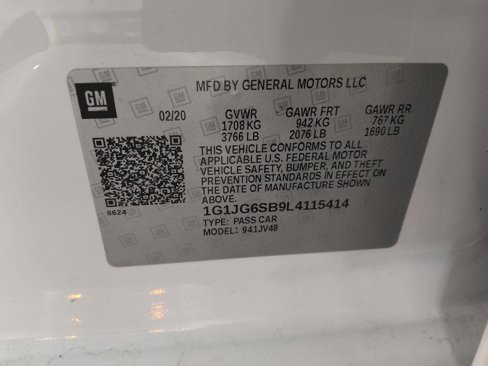 MFD BY GENERAL MOTORS LLC
GM
02/20 GVWR GAWR FRT GAWR RR
1708 KG 942 KG 767 KG
3766 LB 2076 LB 1690 LB
THIS VEHICLE CONFORMS TO ALL
APPLICABLE U.S. FEDERAL MOTOR
VEHICLE SAFETY, BUMPER, AND THEFT
PREVENTION STANDARDS IN EFFECT ON
THE DATE OF MANUFACTURE SHOWN
ABOVE.
8624
1G1JG6SB9L4115414
TYPE: PASS CAR
MODEL: 941JV48